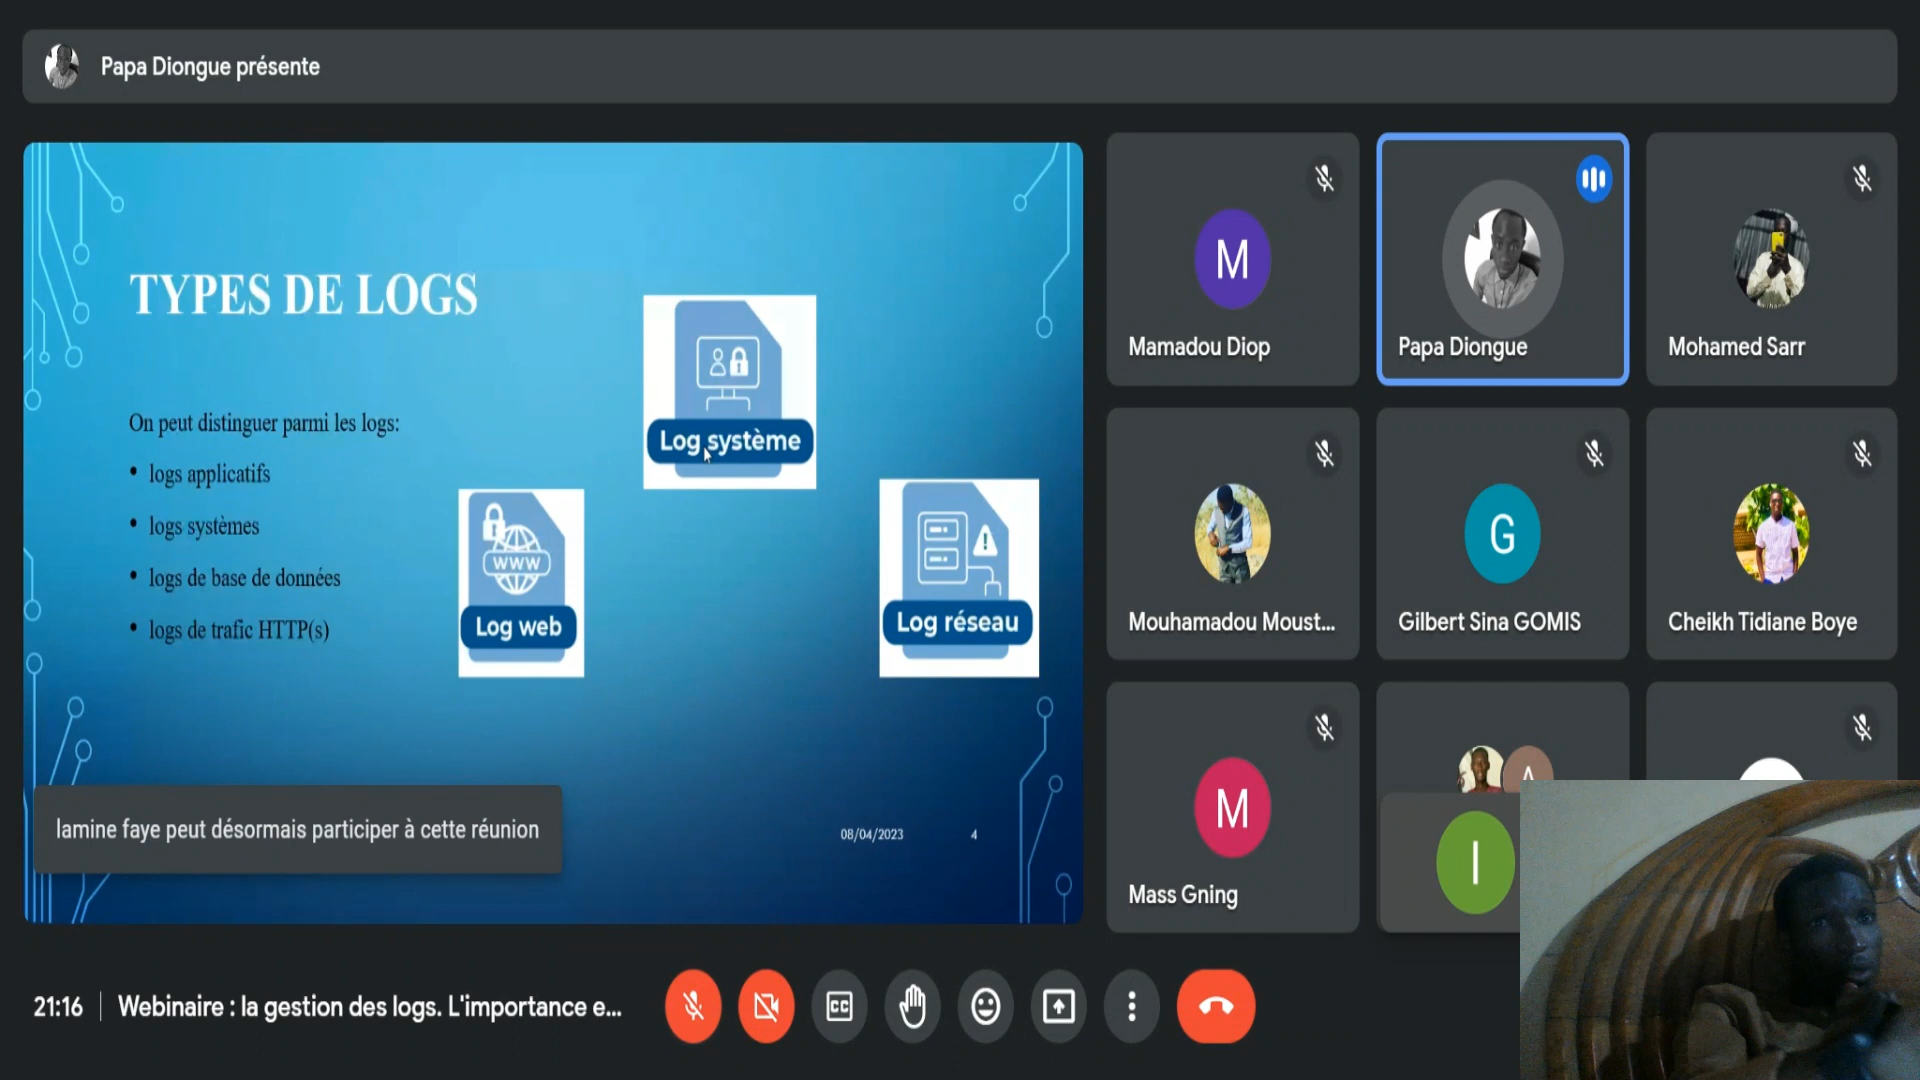 Papa Diongue présente
TYPES DE LOGS
On peut distinguer parmi les logs:
• logs applicatifs
• logs systèmes
• logs de base de données
• logs de trafic HTTP(s)
Log système
WWW
Log web
Log réseau
08/04/2023
4
lamine faye peut désormais participer à cette réunion
M
Mamadou Diop
Papa Diongue
Mohamed Sarr
Mouhamadou Moust...
G
Gilbert Sina GOMIS
Cheikh Tidiane Boye
M
Mass Gning
A
I
21:16
Webinaire : la gestion des logs. L'importance e...
CC